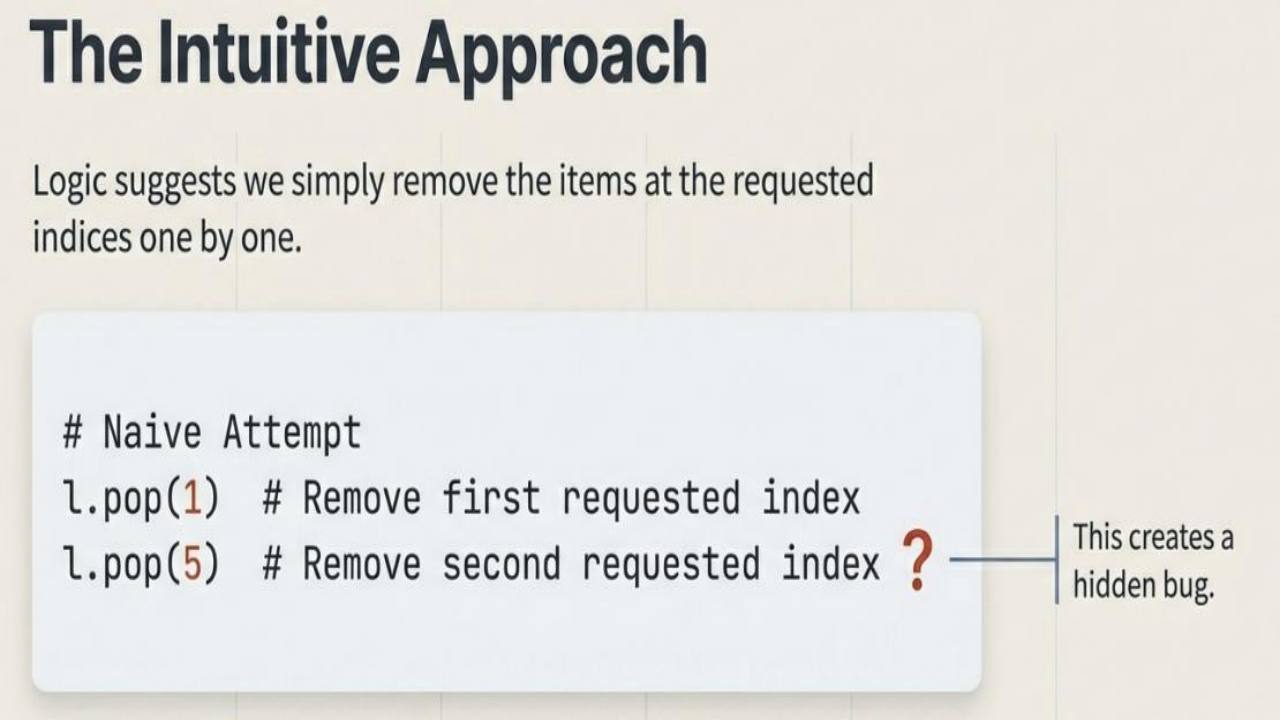 The Intuitive Approach
Logic suggests we simply remove the items at the requested
indices one by one.
# Naive Attempt
l.pop(1)  # Remove first requested index
l.pop(5)  # Remove second requested index ?
This creates a
hidden bug.